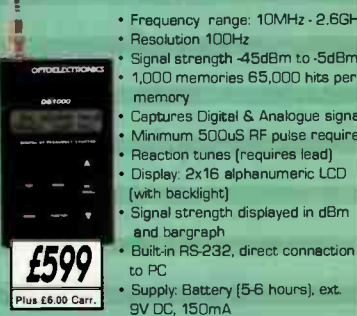 OPTOELECTRONICS
DB1000
• Frequency range: 10MHz - 2.6GH
• Resolution 100Hz
• Signal strength -45dBm to -5dBm
• 1,000 memories 65,000 hits per
memory
• Captures Digital & Analogue signa
• Minimum 500uS RF pulse require
• Reaction tunes (requires lead)
• Display: 2x16 alphanumeric LCD
(with backlight)
• Signal strength displayed in dBm
and bargraph
• Built-in RS-232, direct connection
to PC
• Supply: Battery (5-6 hours), ext.
9V DC, 150mA
£599
Plus £6.00 Carr.